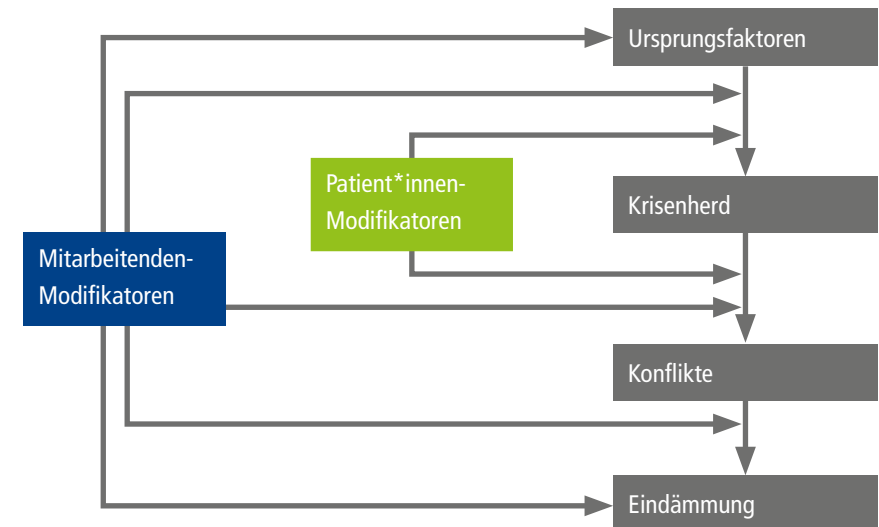 Ursprungsfaktoren
Patient*innen-
Modifikatoren
Krisenherd
Mitarbeitenden-
Modifikatoren
Konflikte
Eindämmung